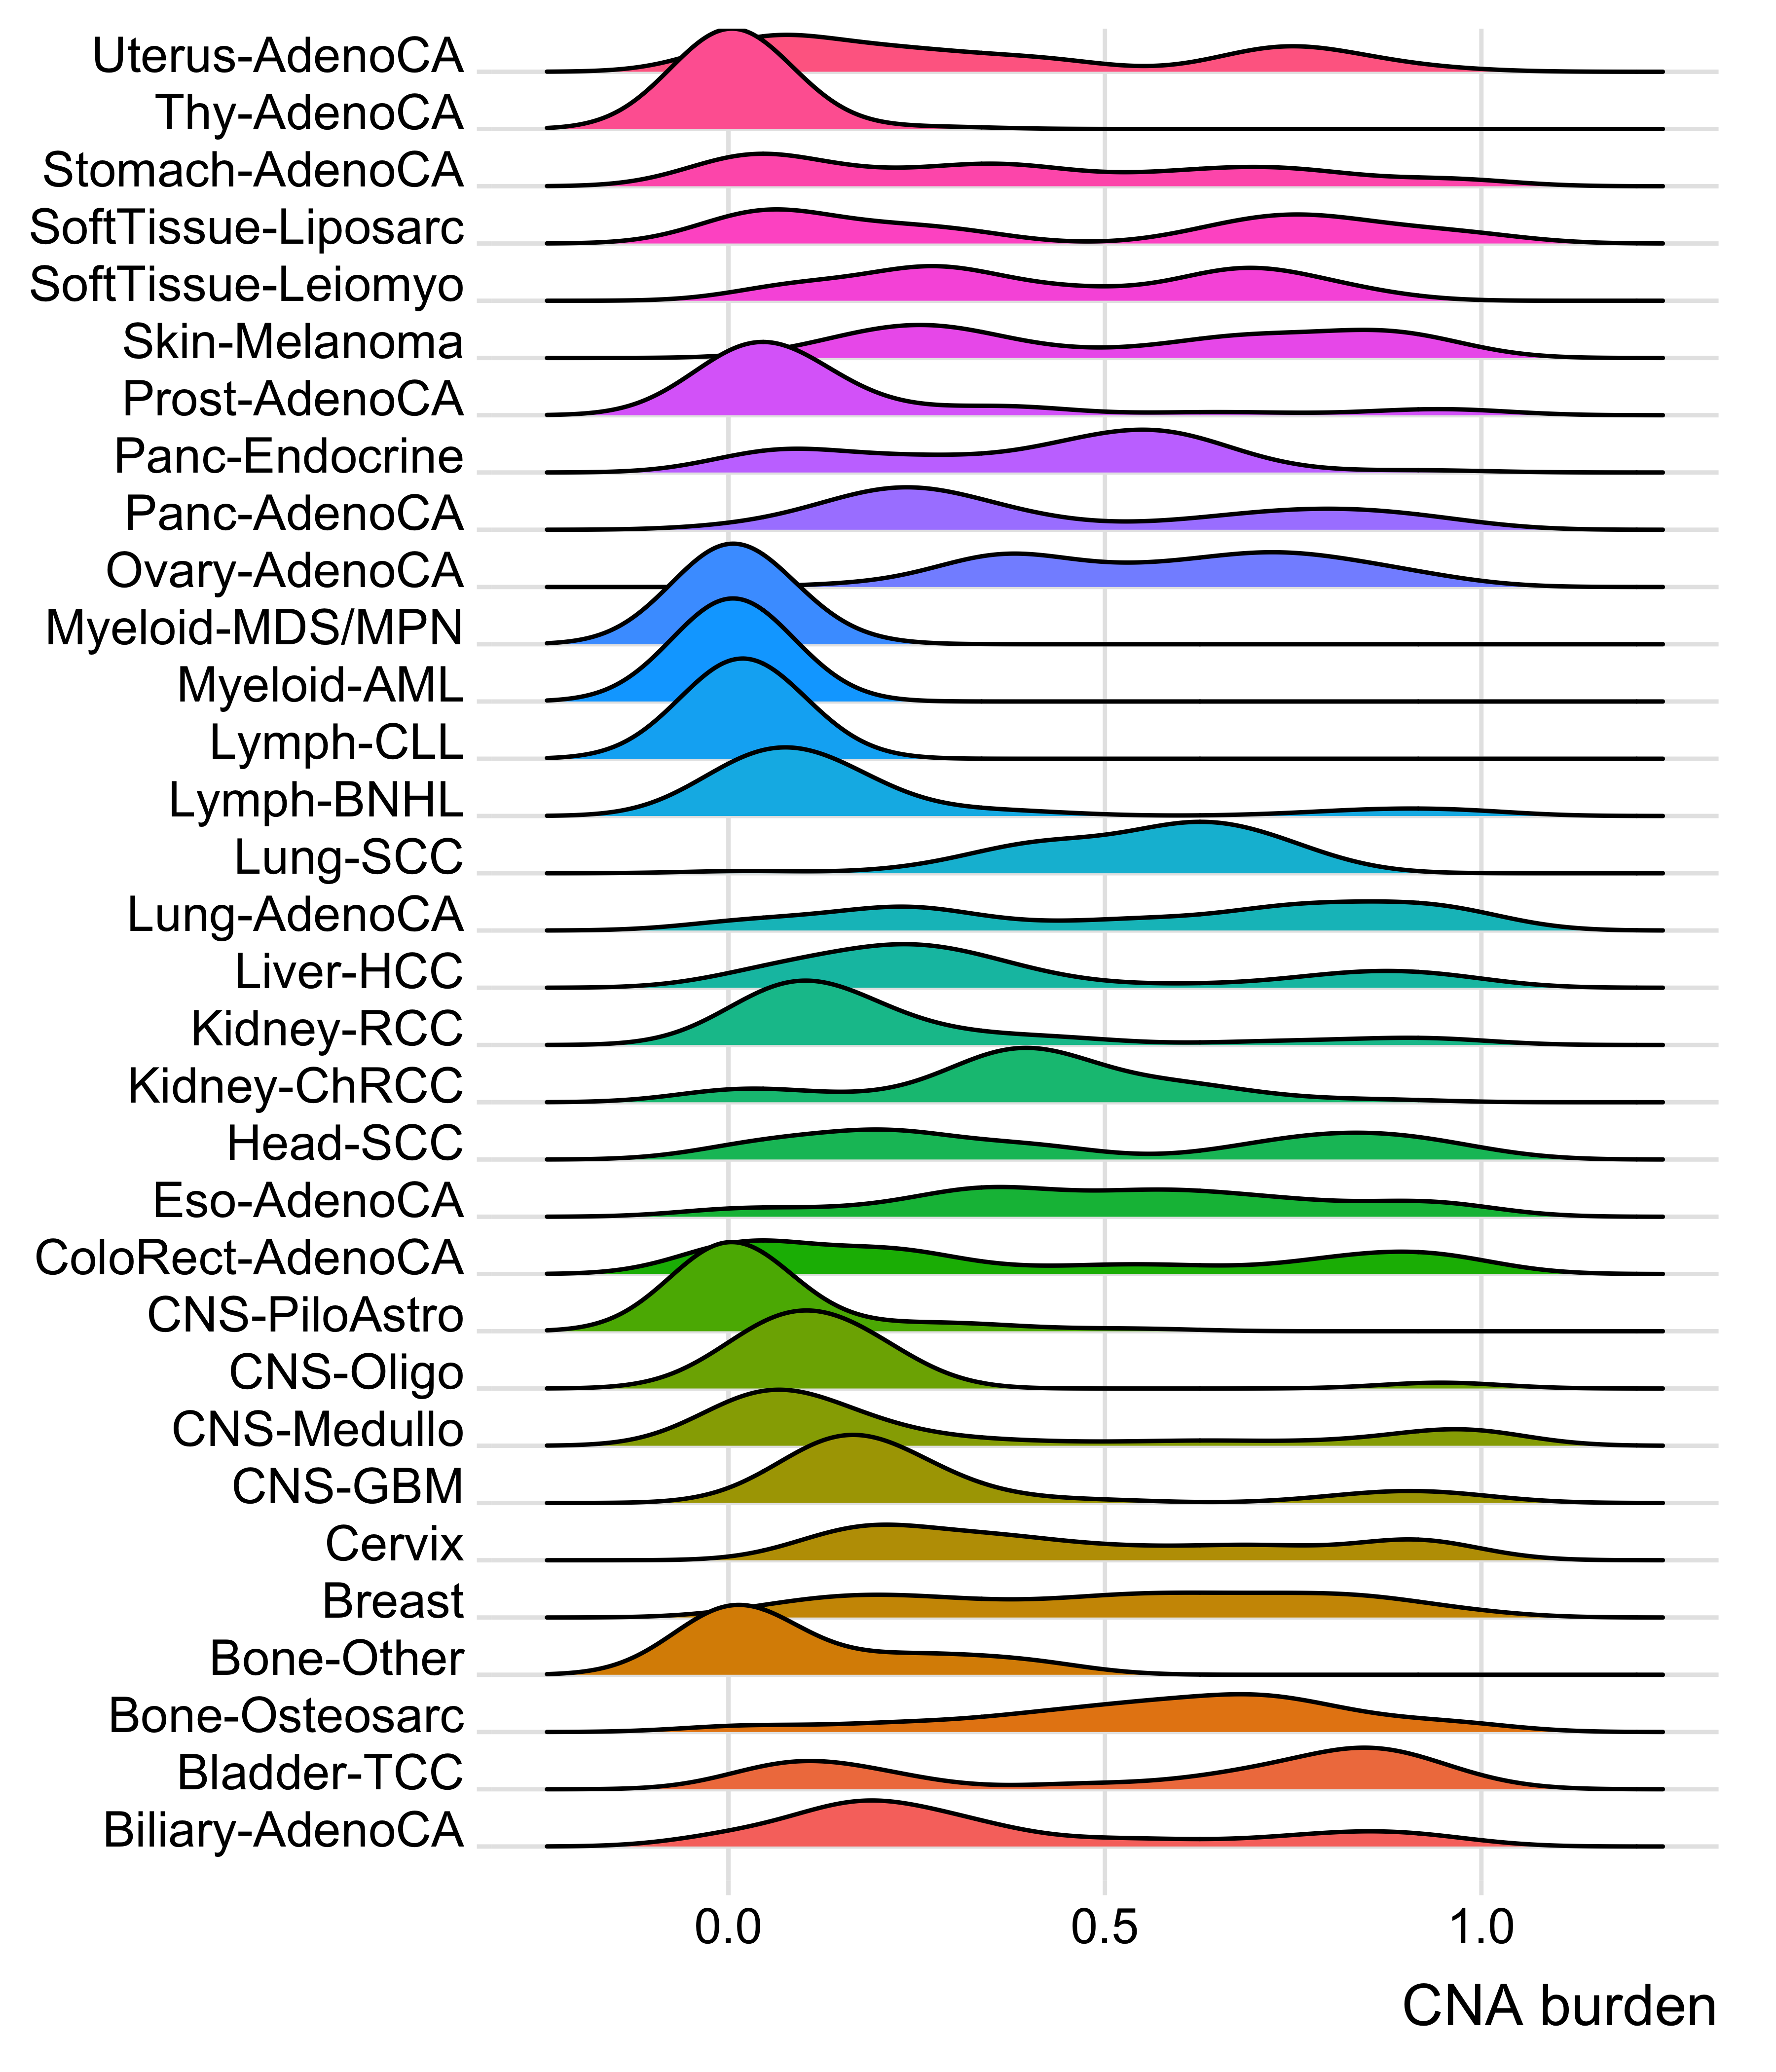 Uterus-AdenoCA
Thy-AdenoCA
Stomach-AdenoCA
SoftTissue-Liposarc
SoftTissue-Leiomyo
Skin-Melanoma
Prost-AdenoCA
Panc-Endocrine
Panc-AdenoCA
Ovary-AdenoCA
Myeloid-MDS/MPN
Myeloid-AML
Lymph-CLL
Lymph-BNHL
Lung-SCC
Lung-AdenoCA
Liver-HCC
Kidney-RCC
Kidney-ChRCC
Head-SCC
Eso-AdenoCA
ColoRect-AdenoCA
CNS-PiloAstro
CNS-Oligo
CNS-Medullo
CNS-GBM
Cervix
Breast
Bone-Other
Bone-Osteosarc
Bladder-TCC
Biliary-AdenoCA
0.0 0.5 1.0
CNA burden